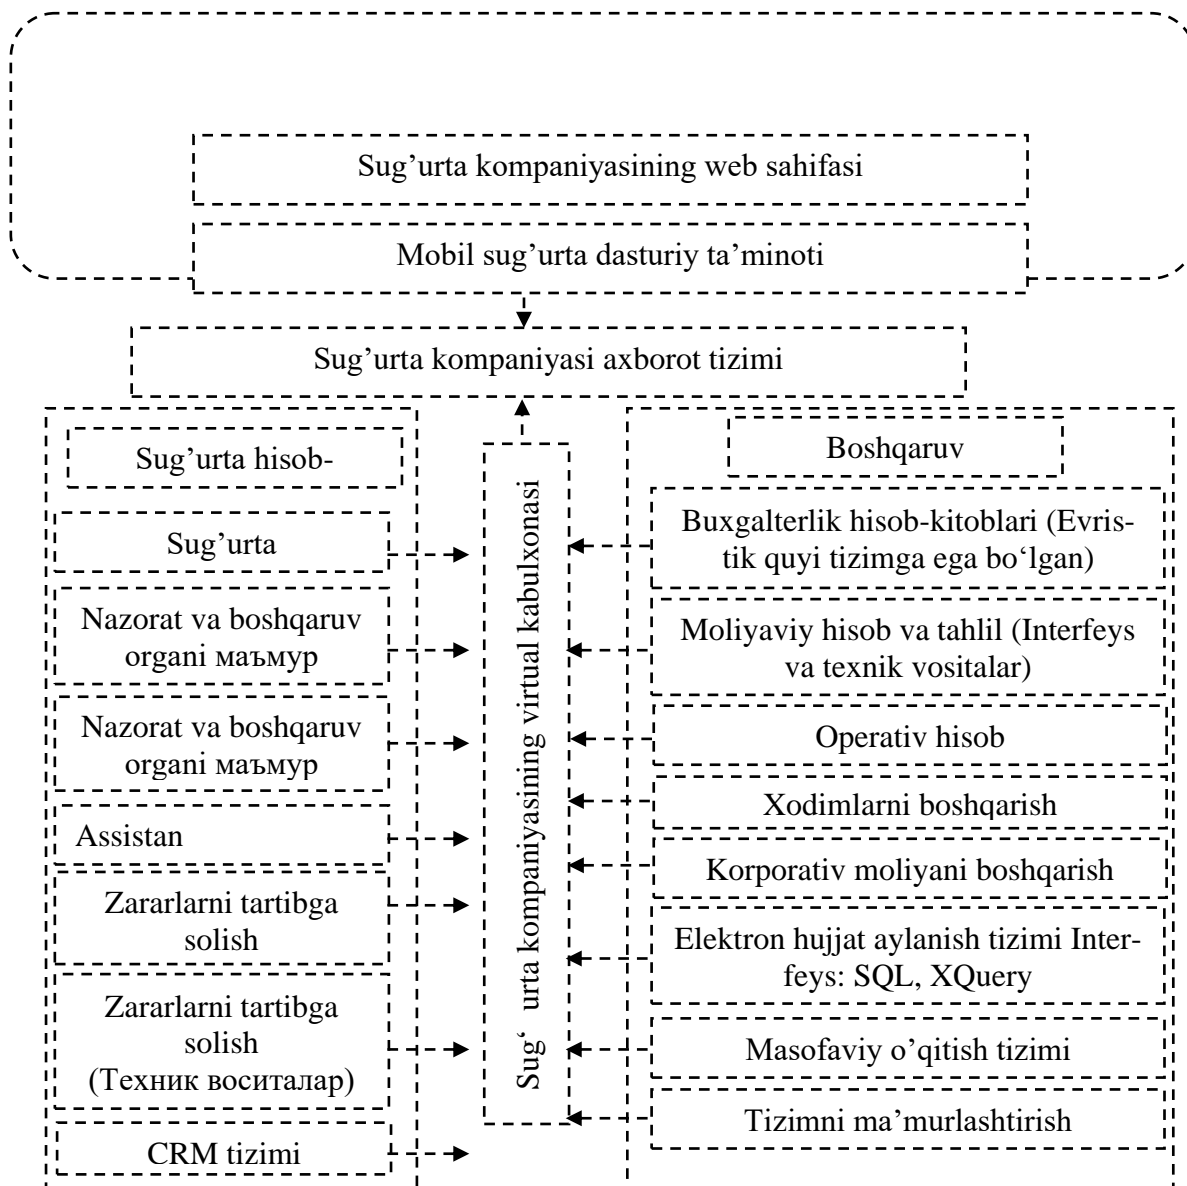 Sug’urta kompaniyasining web sahifasi
Mobil sug’urta dasturiy ta’minoti
Sug’urta kompaniyasi axborot tizimi
Sug’urta hisob-
Sug’urta
Nazorat va boshqaruv
organi маъмур
Nazorat va boshqaruv
organi маъмур
Assistan
Zararlarni tartibga
solish
Zararlarni tartibga
solish
(Техник воситалар)
CRM tizimi
Sug‘ urta kompaniyasining virtual kabulxonasi
Boshqaruv
Buxgalterlik hisob-kitoblari (Evris-
tik quyi tizimga ega bo‘lgan)
Moliyaviy hisob va tahlil (Interfeys
va texnik vositalar)
Operativ hisob
Xodimlarni boshqarish
Korporativ moliyani boshqarish
Elektron hujjat aylanish tizimi Inter-
feys: SQL, XQuery
Masofaviy o’qitish tizimi
Tizimni ma’murlashtirish